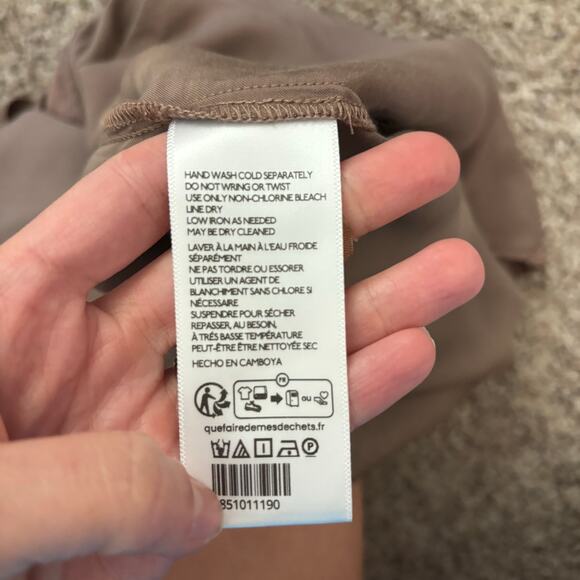 HAND WASH COLD SEPARATELY
DO NOT WRING OR TWIST
USE ONLY NON-CHLORINE BLEACH
LINE DRY
LOW IRON AS NEEDED
MAY BE DRY CLEANED
LAVER À LA MAIN À L'EAU FROIDE
SÉPARÉMENT
NE PAS TORDRE OU ESSORER
UTILISER UN AGENT DE
BLANCHIMENT SANS CHLORE SI
NÉCESSAIRE
SUSPENDRE POUR SÉCHER
REPASSER, AU BESOIN,
À TRÈS BASSE TEMPÉRATURE
PEUT-ÊTRE ÊTRE NETTOYÉE SEC
HECHO EN CAMBOYA
FR
OU
quefairedemesdechets.fr
P
851011190